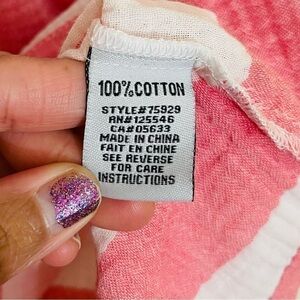 100% COTTON
STYLE#75929
RN#125546
CA#05633
MADE IN CHINA
FAIT EN CHINE
SEE REVERSE
FOR CARE
INSTRUCTIONS